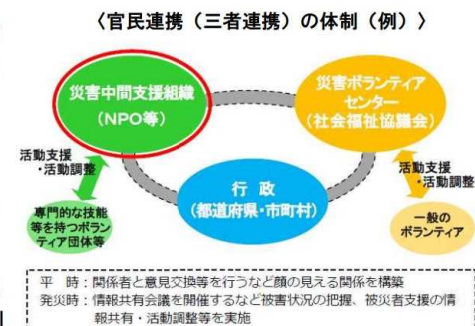 〈官民連携（三者連携）の体制（例）〉
災害中間支援組織
（NPO等）
災害ボランティア
センター
（社会福祉協議会）
活動支援
・活動調整
行 政
（都道府県・市町村）
活動支援
・活動調整
専門的な技能
等を持つボラン
ティア団体等
一般の
ボランティア
平　時：関係者と意見交換等を行うなど顔の見える関係を構築
発災時：情報共有会議を開催するなど被害状況の把握、被災者支援の情
報共有・活動調整等を実施